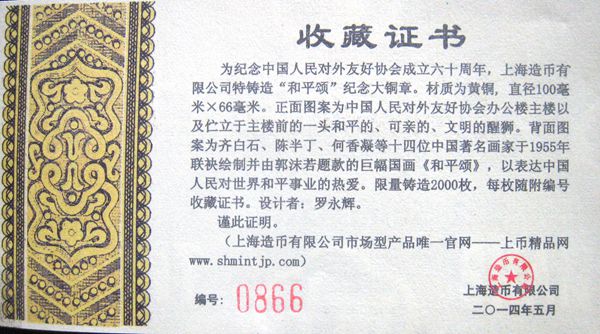 收藏证书
为纪念中国人民对外友好协会成立六十周年，上海造币有
限公司特铸造“和平颂”纪念大铜章。材质为黄铜，直径100毫
米×66毫米。正面图案为中国人民对外友好协会办公楼主楼以
及伫立于主楼前的一头和平的、可亲的、文明的醒狮。背面图
案为齐白石、陈半丁、何香凝等十四位中国著名画家于1955年
联袂绘制并由郭沫若题款的巨幅国画《和平颂》，以表达中国
人民对世界和平事业的热爱。限量铸造2000枚，每枚随附编号
收藏证书。设计者：罗永辉。
谨此证明。
（上海造币有限公司市场型产品唯一官网——上币精品网
www.shmintjp.com）
编号：0866
上海造币有限公司
二〇一四年五月